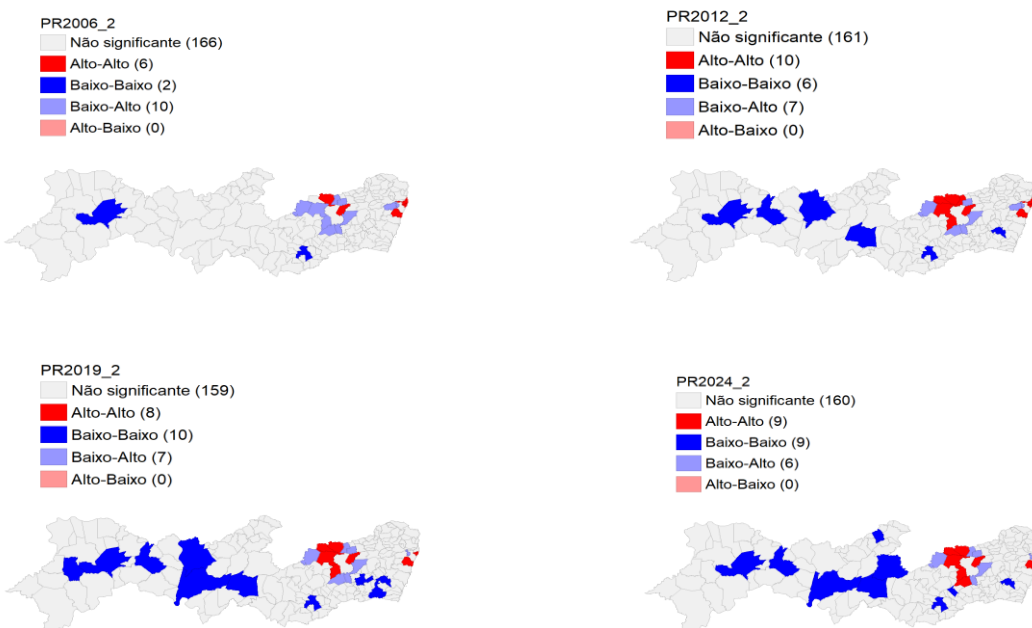 PR2006_2
Não significante (166)
Alto-Alto (6)
Baixo-Baixo (2)
Baixo-Alto (10)
Alto-Baixo (0)
PR2012_2
Não significante (161)
Alto-Alto (10)
Baixo-Baixo (6)
Baixo-Alto (7)
Alto-Baixo (0)
PR2019_2
Não significante (159)
Alto-Alto (8)
Baixo-Baixo (10)
Baixo-Alto (7)
Alto-Baixo (0)
PR2024_2
Não significante (160)
Alto-Alto (9)
Baixo-Baixo (9)
Baixo-Alto (6)
Alto-Baixo (0)